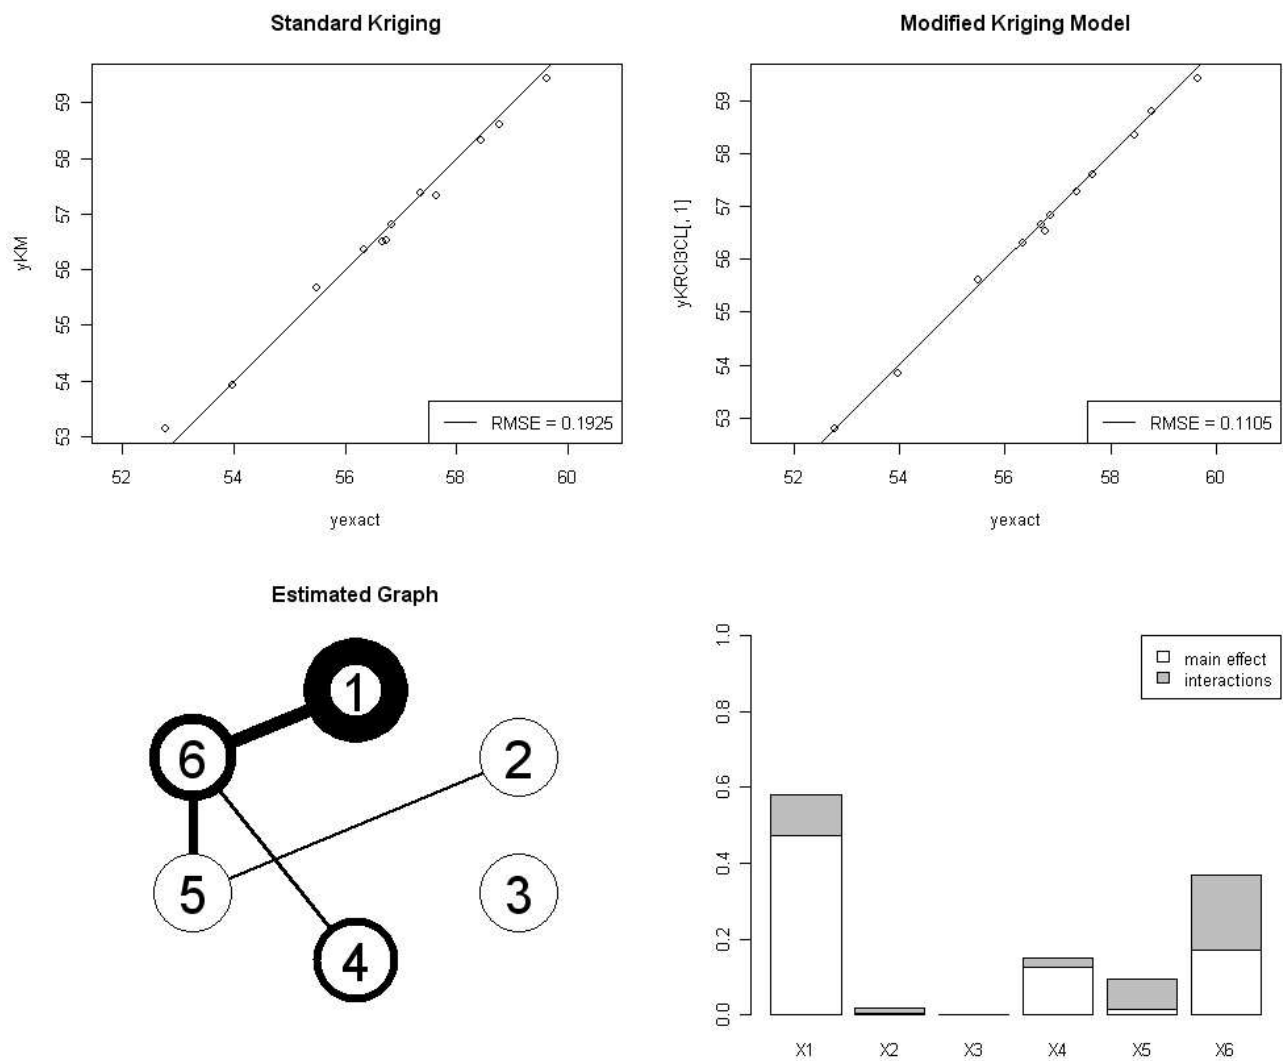 Standard Kriging
yKM
59
58
57
56
55
54
53
RMSE = 0.1925
52 54 56 58 60
yexact
Modified Kriging Model
yKRCI3CL[, 1]
59
58
57
56
55
54
53
RMSE = 0.1105
52 54 56 58 60
yexact
Estimated Graph
1
6
2
5
3
4
1.0
0.8
0.6
0.4
0.2
0.0
main effect
interactions
X1 X2 X3 X4 X5 X6